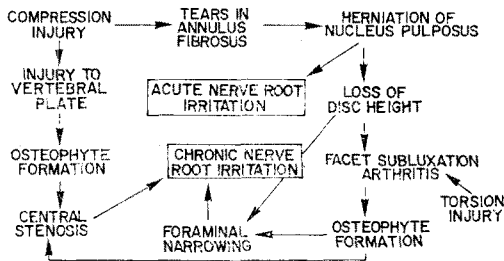 COMPRESSION
INJURY
TEARS IN
ANNULUS
FIBROSUS
HERNIATION OF
NUCLEUS PULPOSUS
INJURY TO
VERTEBRAL
PLATE
ACUTE NERVE ROOT
IRRITATION
LOSS OF
DISC HEIGHT
OSTEOPHYTE
FORMATION
CHRONIC NERVE
ROOT IRRITATION
FACET SUBLUXATION
ARTHRITIS
CENTRAL
STENOSIS
FORAMINAL
NARROWING
OSTEOPHYTE
FORMATION
TORSION
INJURY